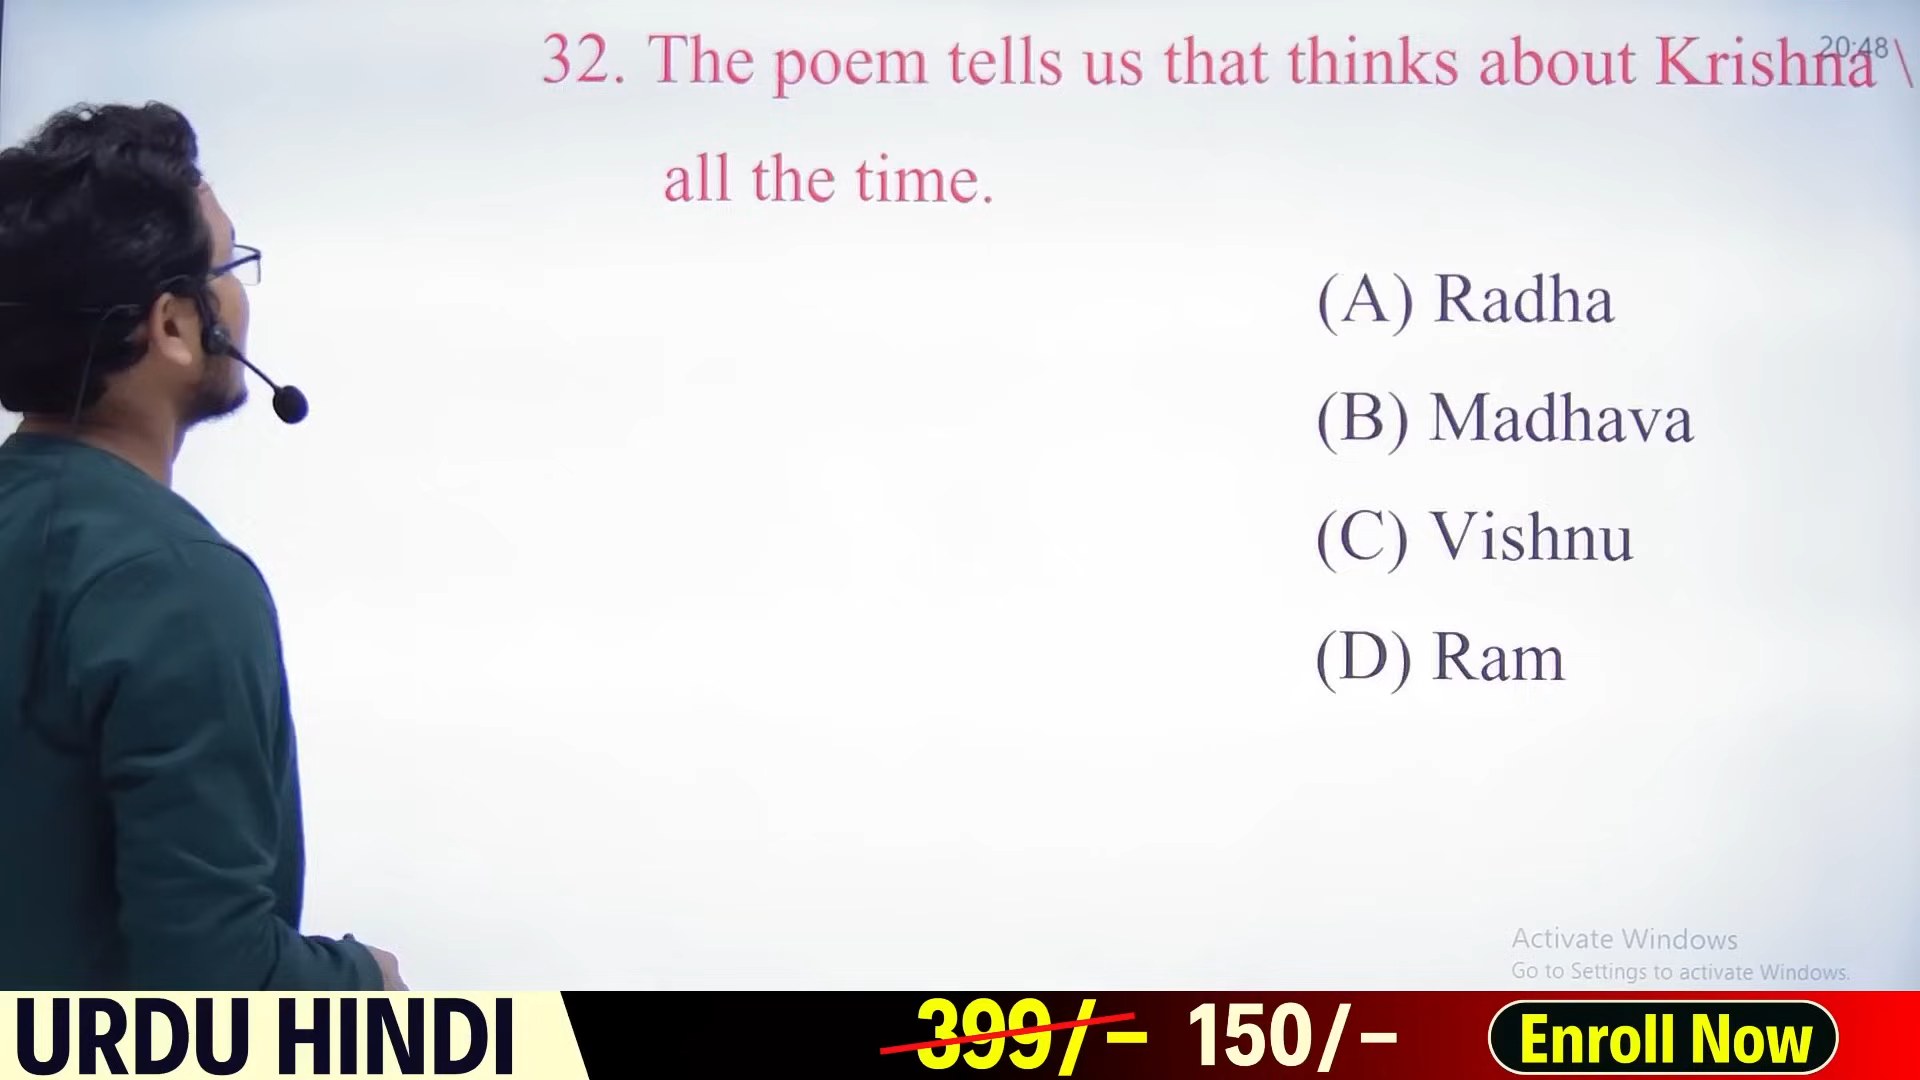 20:48
32. The poem tells us that thinks about Krishna \
all the time.
(A) Radha
(B) Madhava
(C) Vishnu
(D) Ram
Activate Windows
Go to Settings to activate Windows.
URDU HINDI 399/- 150/- Enroll Now